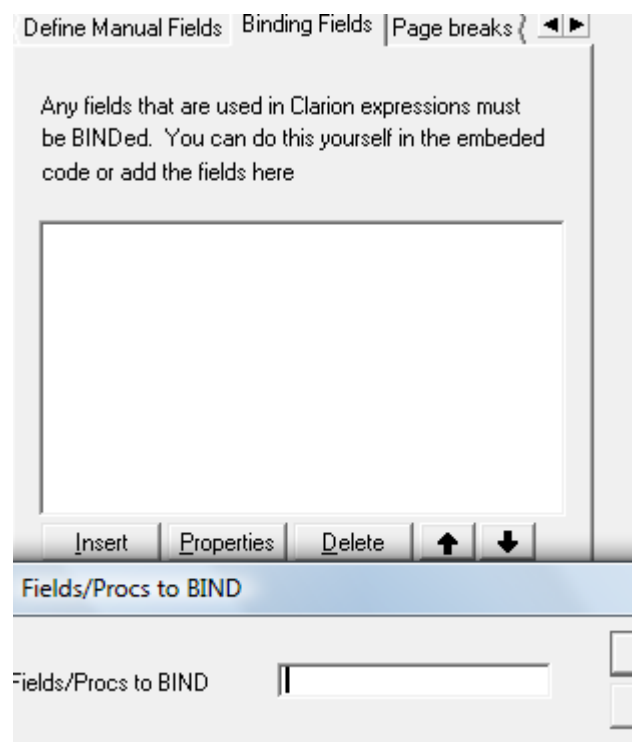 Define Manual Fields Binding Fields Page breaks
Any fields that are used in Clarion expressions must
be BINDed. You can do this yourself in the embeded
code or add the fields here
Insert Properties Delete
Fields/Procs to BIND
Fields/Procs to BIND